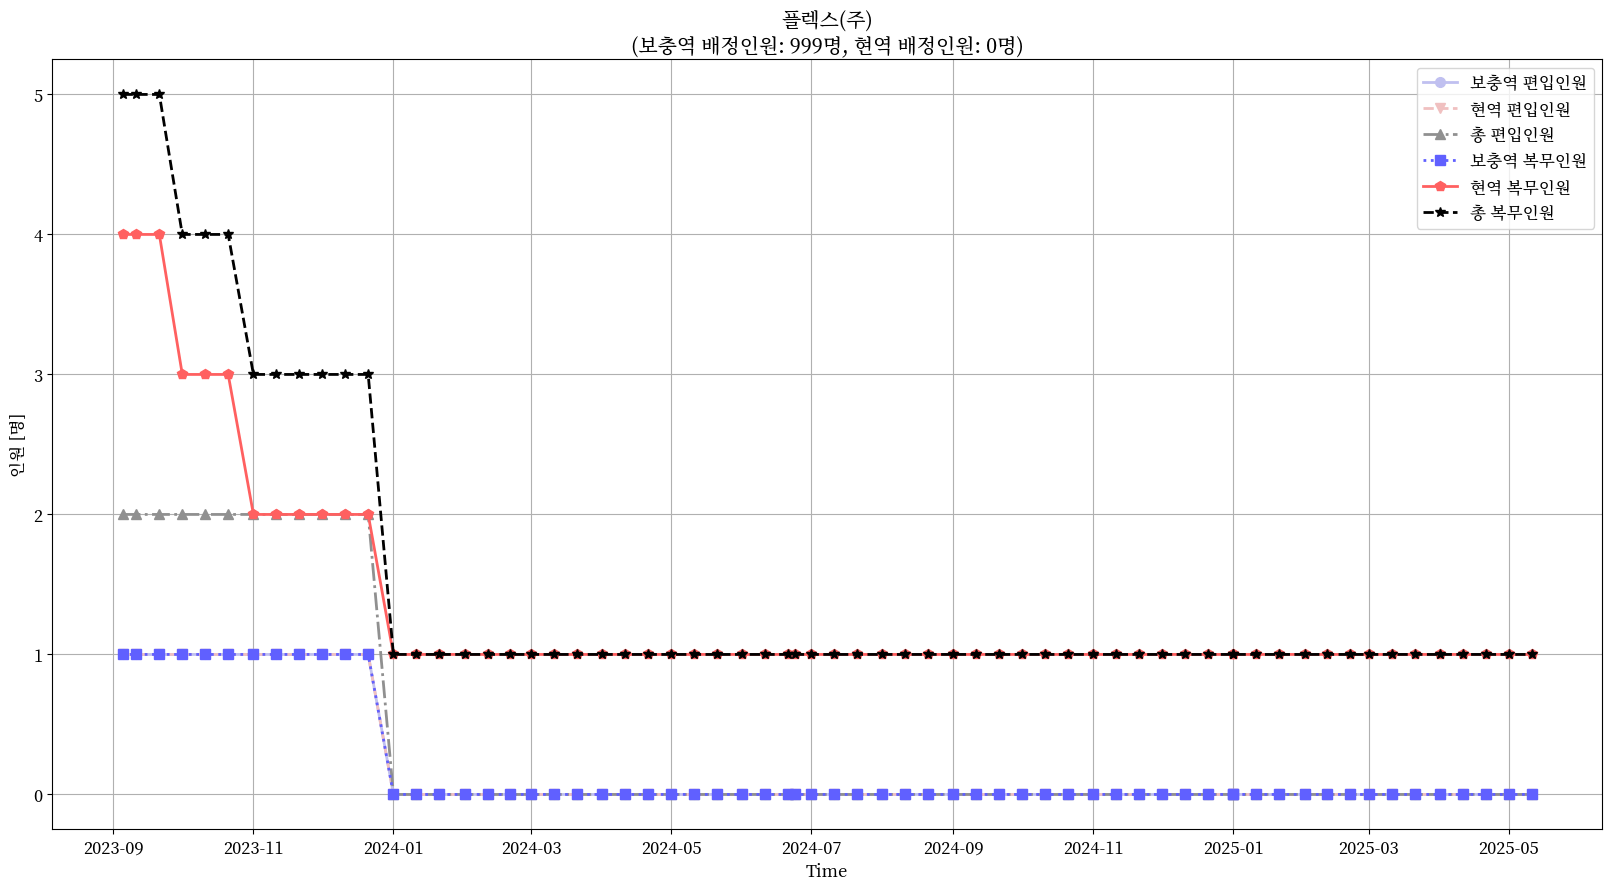 플렉스(주)
(보충역 배정인원: 999명, 현역 배정인원: 0명)
보충역 편입인원
현역 편입인원
총 편입인원
보충역 복무인원
현역 복무인원
총 복무인원
인원 [명]
5
4
3
2
1
0
2023-09
2023-11
2024-01
2024-03
2024-05
2024-07
2024-09
2024-11
2025-01
2025-03
2025-05
Time